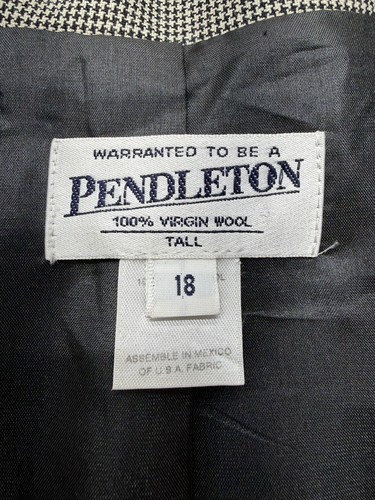 WARRANTED TO BE A
PENDLETON
100% VIRGIN WOOL
TALL
18
ASSEMBLE IN MEXICO
OF U.S.A. FABRIC